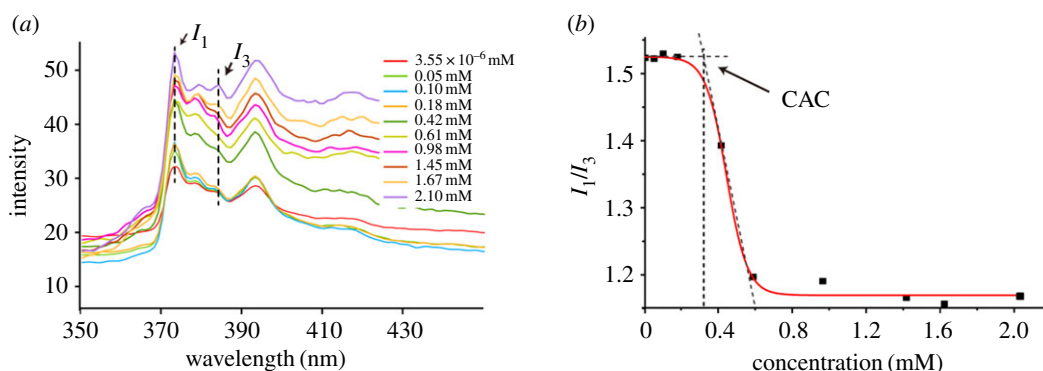 (a)
I1
I3
50
40
30
20
10
intensity
350
370
390
410
430
wavelength (nm)
3.55 × 10⁻⁶ mM
0.05 mM
0.10 mM
0.18 mM
0.42 mM
0.61 mM
0.98 mM
1.45 mM
1.67 mM
2.10 mM
(b)
CAC
1.5
1.4
1.3
1.2
I1/I3
0
0.4
0.8
1.2
1.6
2.0
concentration (mM)